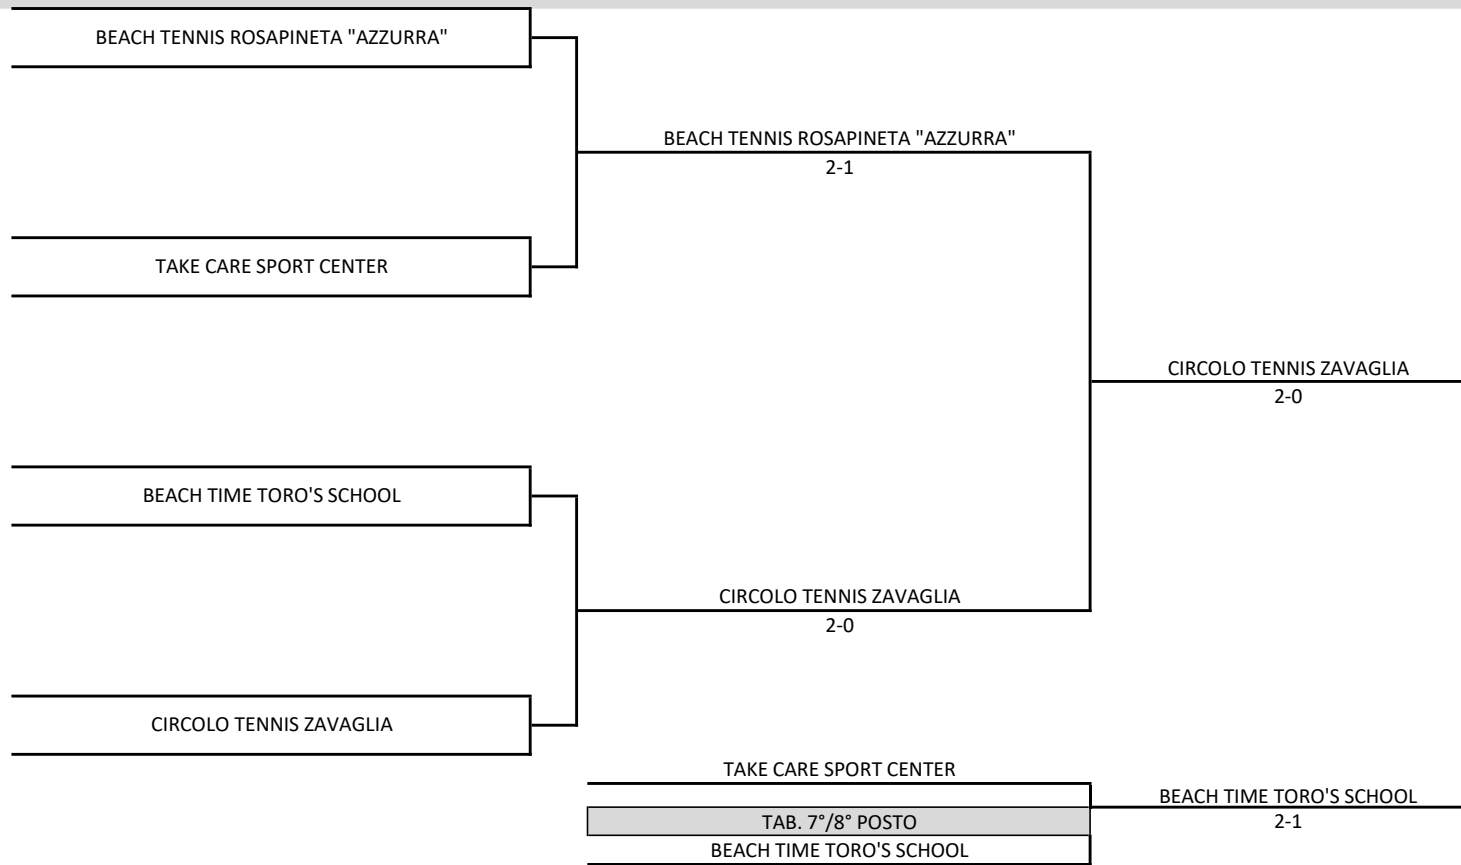 BEACH TENNIS ROSAPINETA "AZZURRA"
BEACH TENNIS ROSAPINETA "AZZURRA"
2-1
TAKE CARE SPORT CENTER
CIRCOLO TENNIS ZAVAGLIA
2-0
BEACH TIME TORO'S SCHOOL
CIRCOLO TENNIS ZAVAGLIA
2-0
CIRCOLO TENNIS ZAVAGLIA
TAKE CARE SPORT CENTER
BEACH TIME TORO'S SCHOOL
TAB. 7°/8° POSTO
2-1
BEACH TIME TORO'S SCHOOL